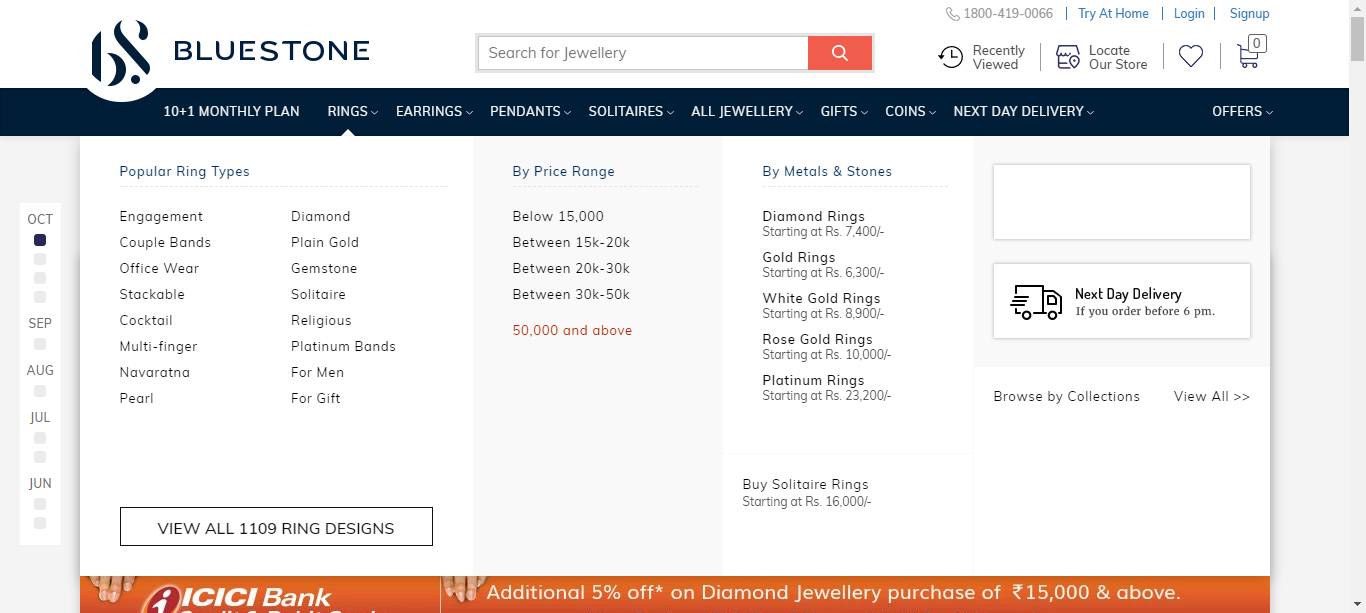 1800-419-0066 Try At Home Login Signup
BLUESTONE
Search for Jewellery
Recently
Viewed
Locate
Our Store
0
10+1 MONTHLY PLAN RINGS EARRINGS PENDANTS SOLITAIRES ALL JEWELLERY GIFTS COINS NEXT DAY DELIVERY OFFERS
OCT
SEP
AUG
JUL
JUN
Popular Ring Types
Engagement
Couple Bands
Office Wear
Stackable
Cocktail
Multi-finger
Navaratna
Pearl
Diamond
Plain Gold
Gemstone
Solitaire
Religious
Platinum Bands
For Men
For Gift
VIEW ALL 1109 RING DESIGNS
By Price Range
Below 15,000
Between 15k-20k
Between 20k-30k
Between 30k-50k
50,000 and above
By Metals & Stones
Diamond Rings
Starting at Rs. 7,400/-
Gold Rings
Starting at Rs. 6,300/-
White Gold Rings
Starting at Rs. 8,900/-
Rose Gold Rings
Starting at Rs. 10,000/-
Platinum Rings
Starting at Rs. 23,200/-
Buy Solitaire Rings
Starting at Rs. 16,000/-
Next Day Delivery
If you order before 6 pm.
Browse by Collections View All >>
ICICI Bank
Additional 5% off* on Diamond Jewellery purchase of ₹15,000 & above.